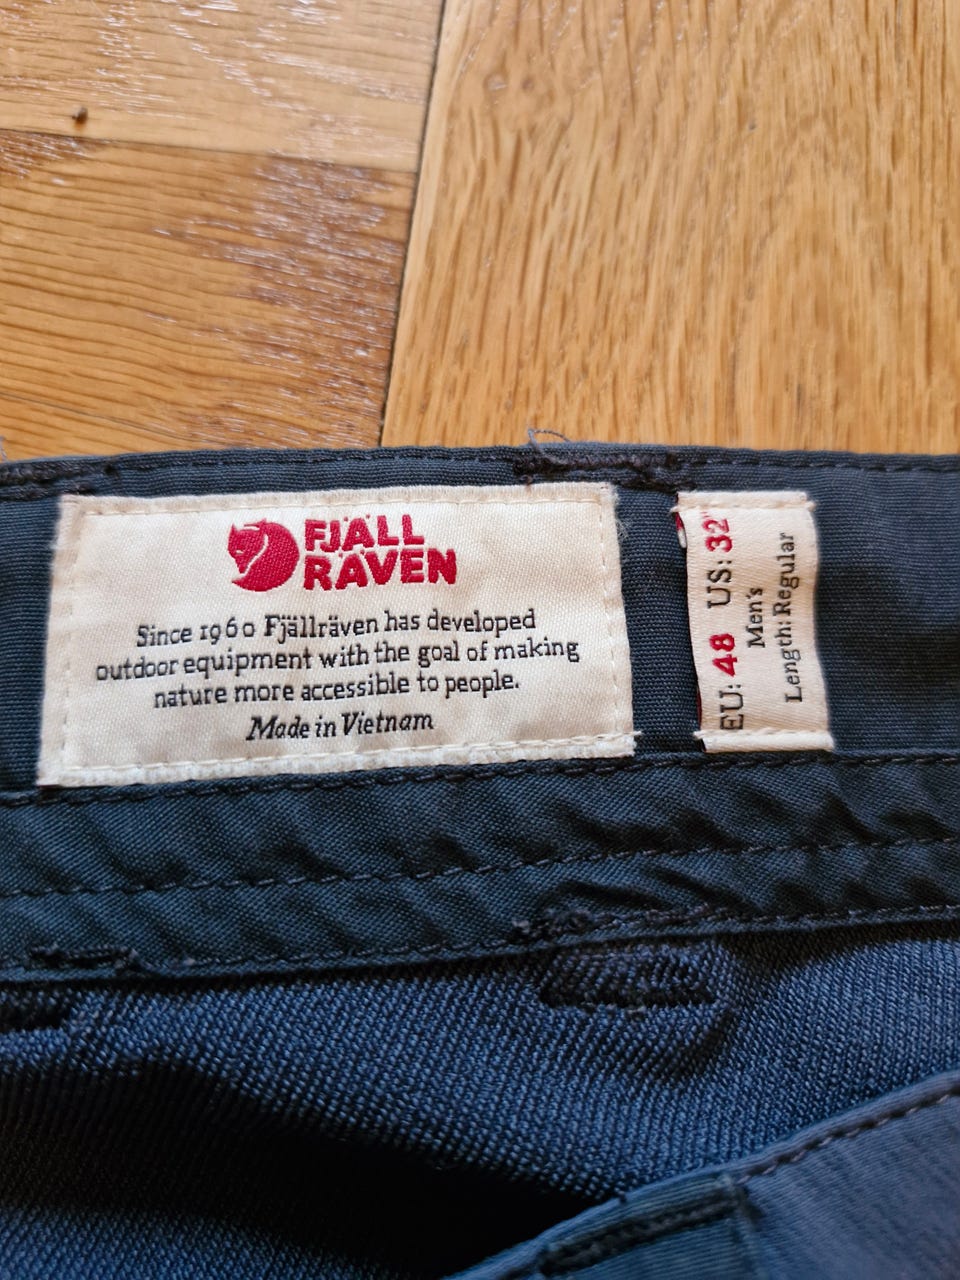 FJÄLL
RÄVEN
Since 1960 Fjällräven has developed
outdoor equipment with the goal of making
nature more accessible to people.
Made in Vietnam
EU: 48 US: 32"
Men's
Length: Regular